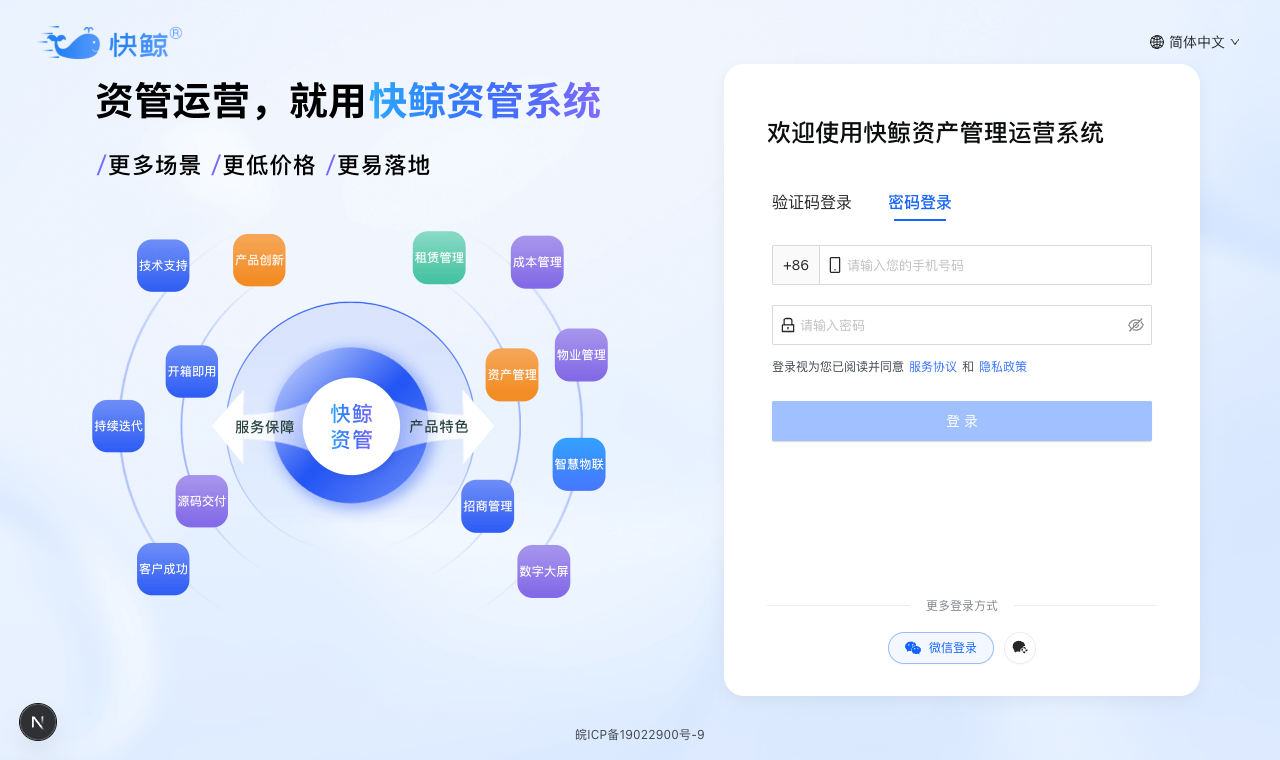 快鲸®
简体中文
资管运营，就用快鲸资管系统
/更多场景 /更低价格 /更易落地
技术支持
产品创新
租赁管理
成本管理
开箱即用
物业管理
资产管理
持续迭代
服务保障
快鲸
资管
产品特色
智慧物联
源码交付
招商管理
客户成功
数字大屏
欢迎使用快鲸资产管理运营系统
验证码登录 密码登录
+86 请输入您的手机号码
请输入密码
登录视为您已阅读并同意 服务协议 和 隐私政策
登 录
更多登录方式
微信登录
N
皖ICP备19022900号-9